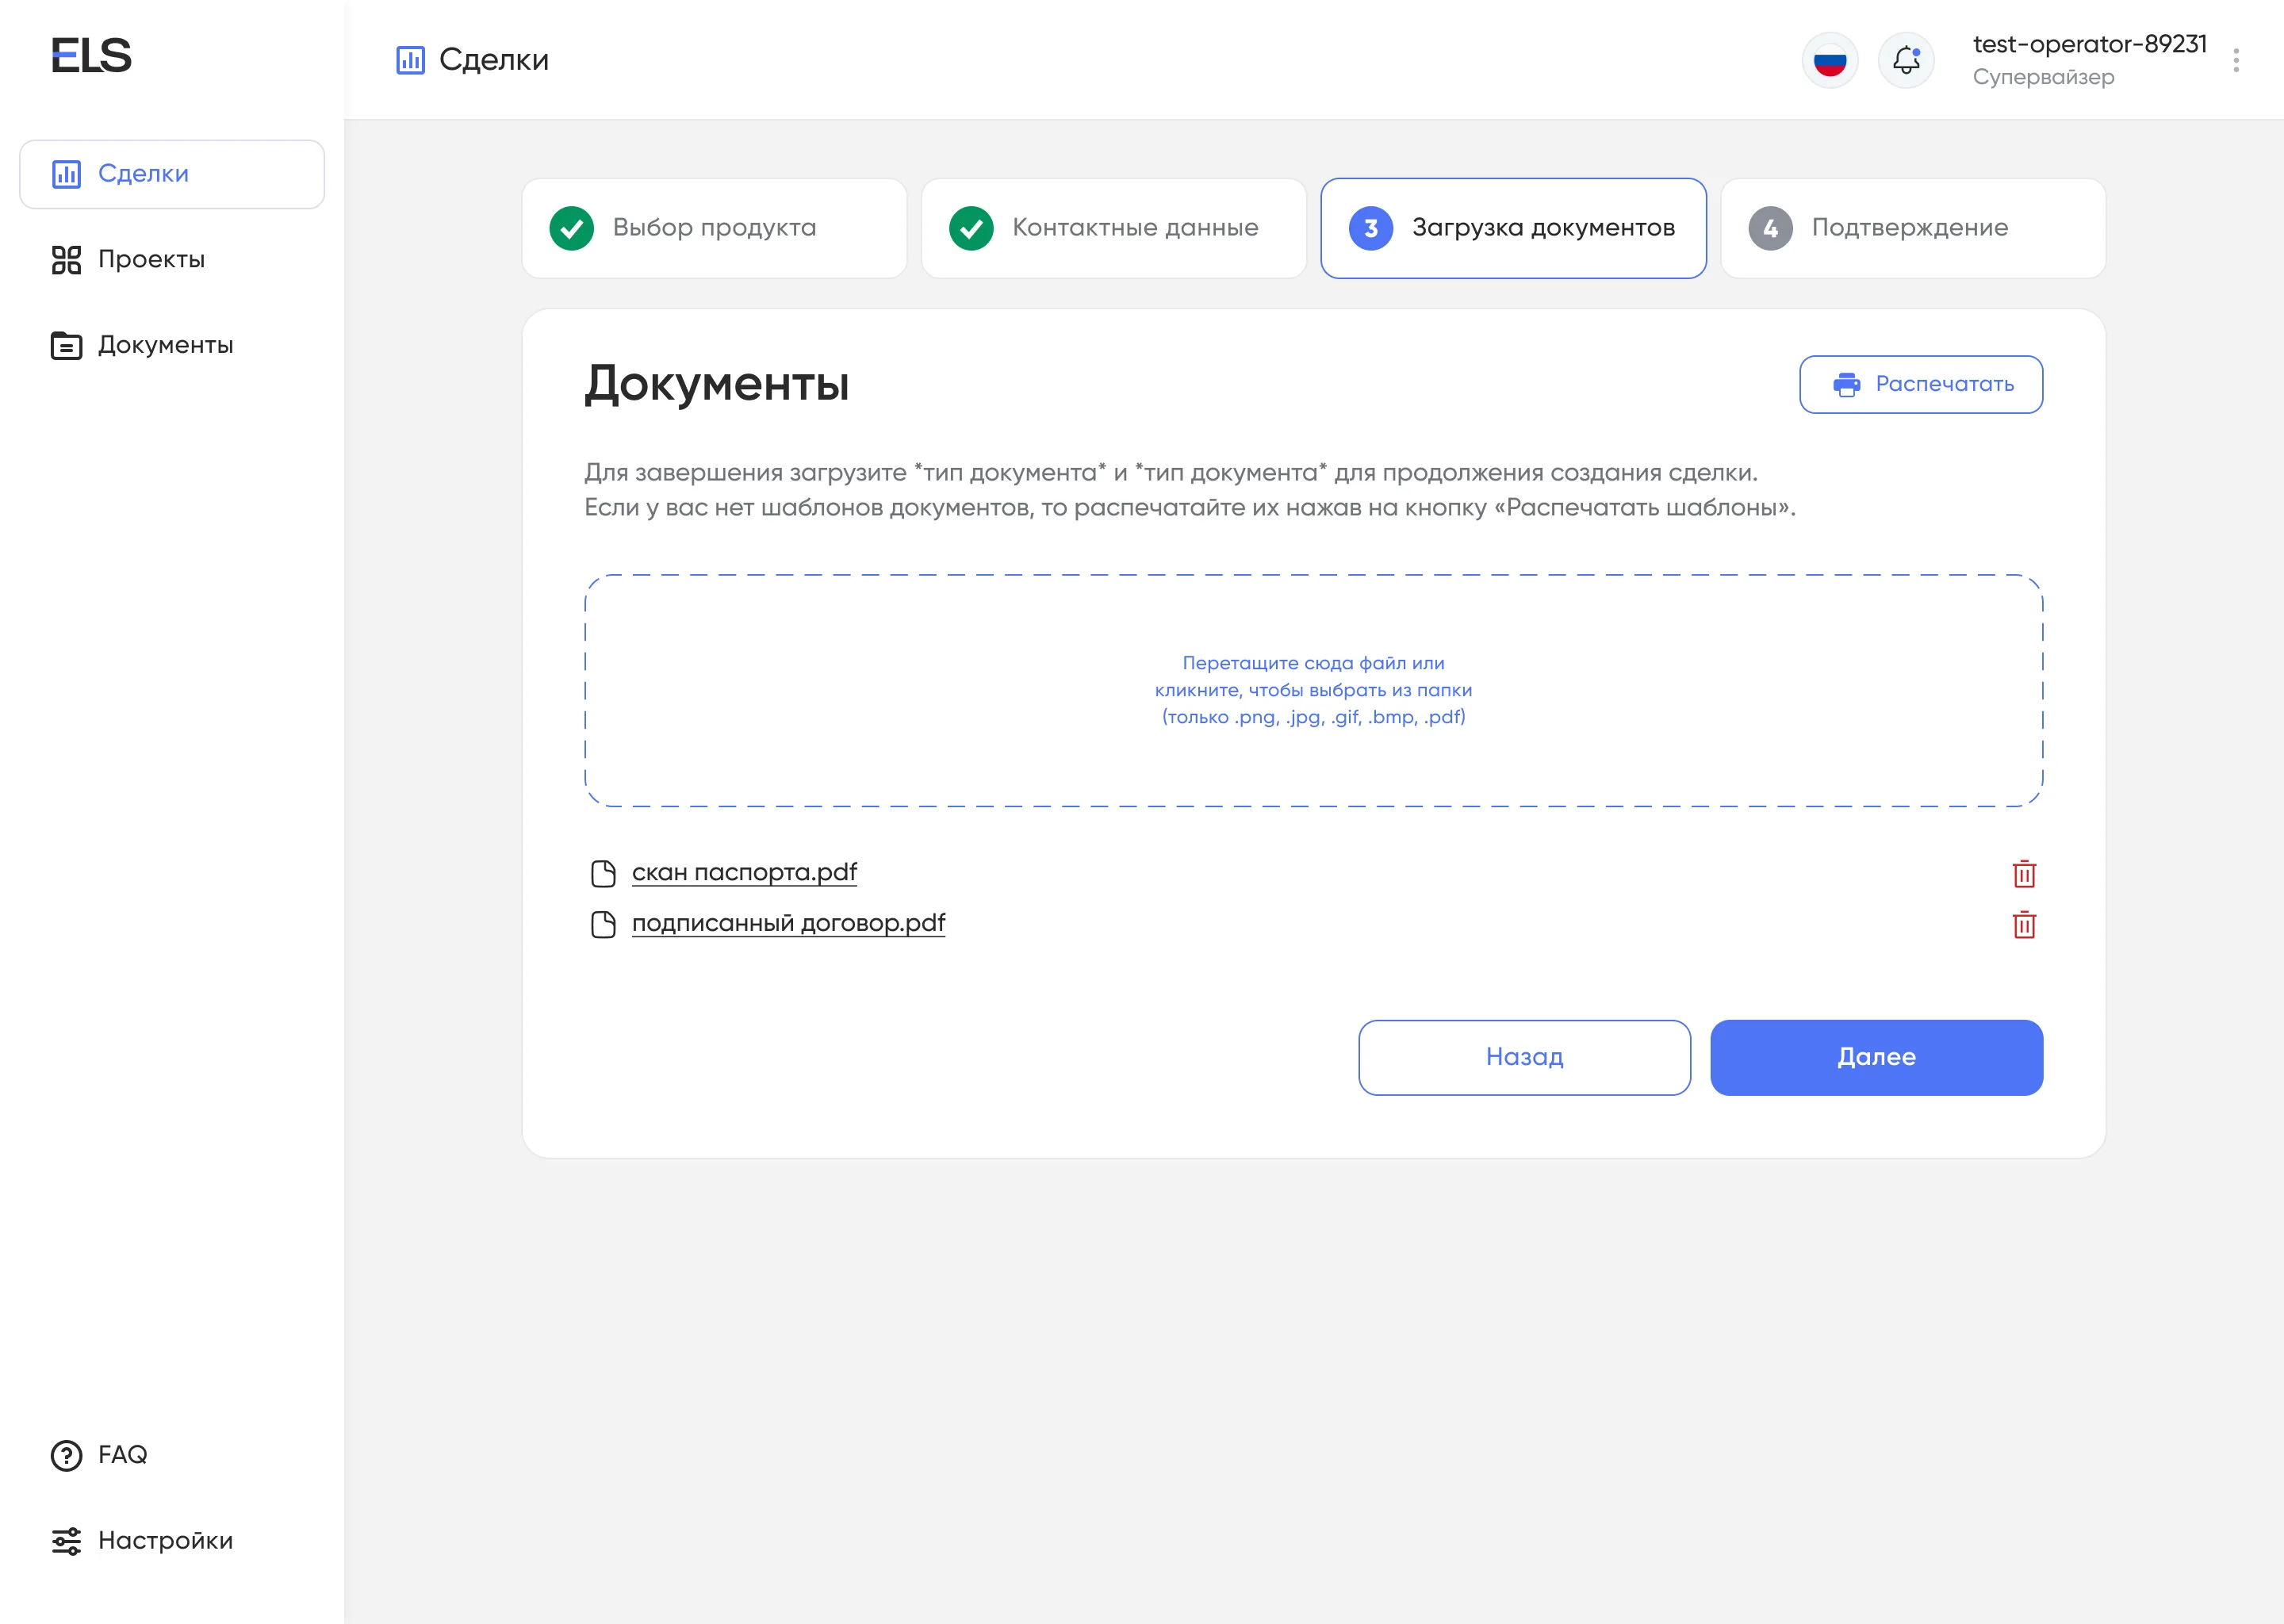 ELS
Сделки
Проекты
Документы
FAQ
Настройки
Сделки
test-operator-89231
Супервайзер
Выбор продукта
Контактные данные
3 Загрузка документов
4 Подтверждение
Документы
Распечатать
Для завершения загрузите *тип документа* и *тип документа* для продолжения создания сделки.
Если у вас нет шаблонов документов, то распечатайте их нажав на кнопку «Распечатать шаблоны».
Перетащите сюда файл или
кликните, чтобы выбрать из папки
(только .png, .jpg, .gif, .bmp, .pdf)
скан паспорта.pdf
подписанный договор.pdf
Назад
Далее